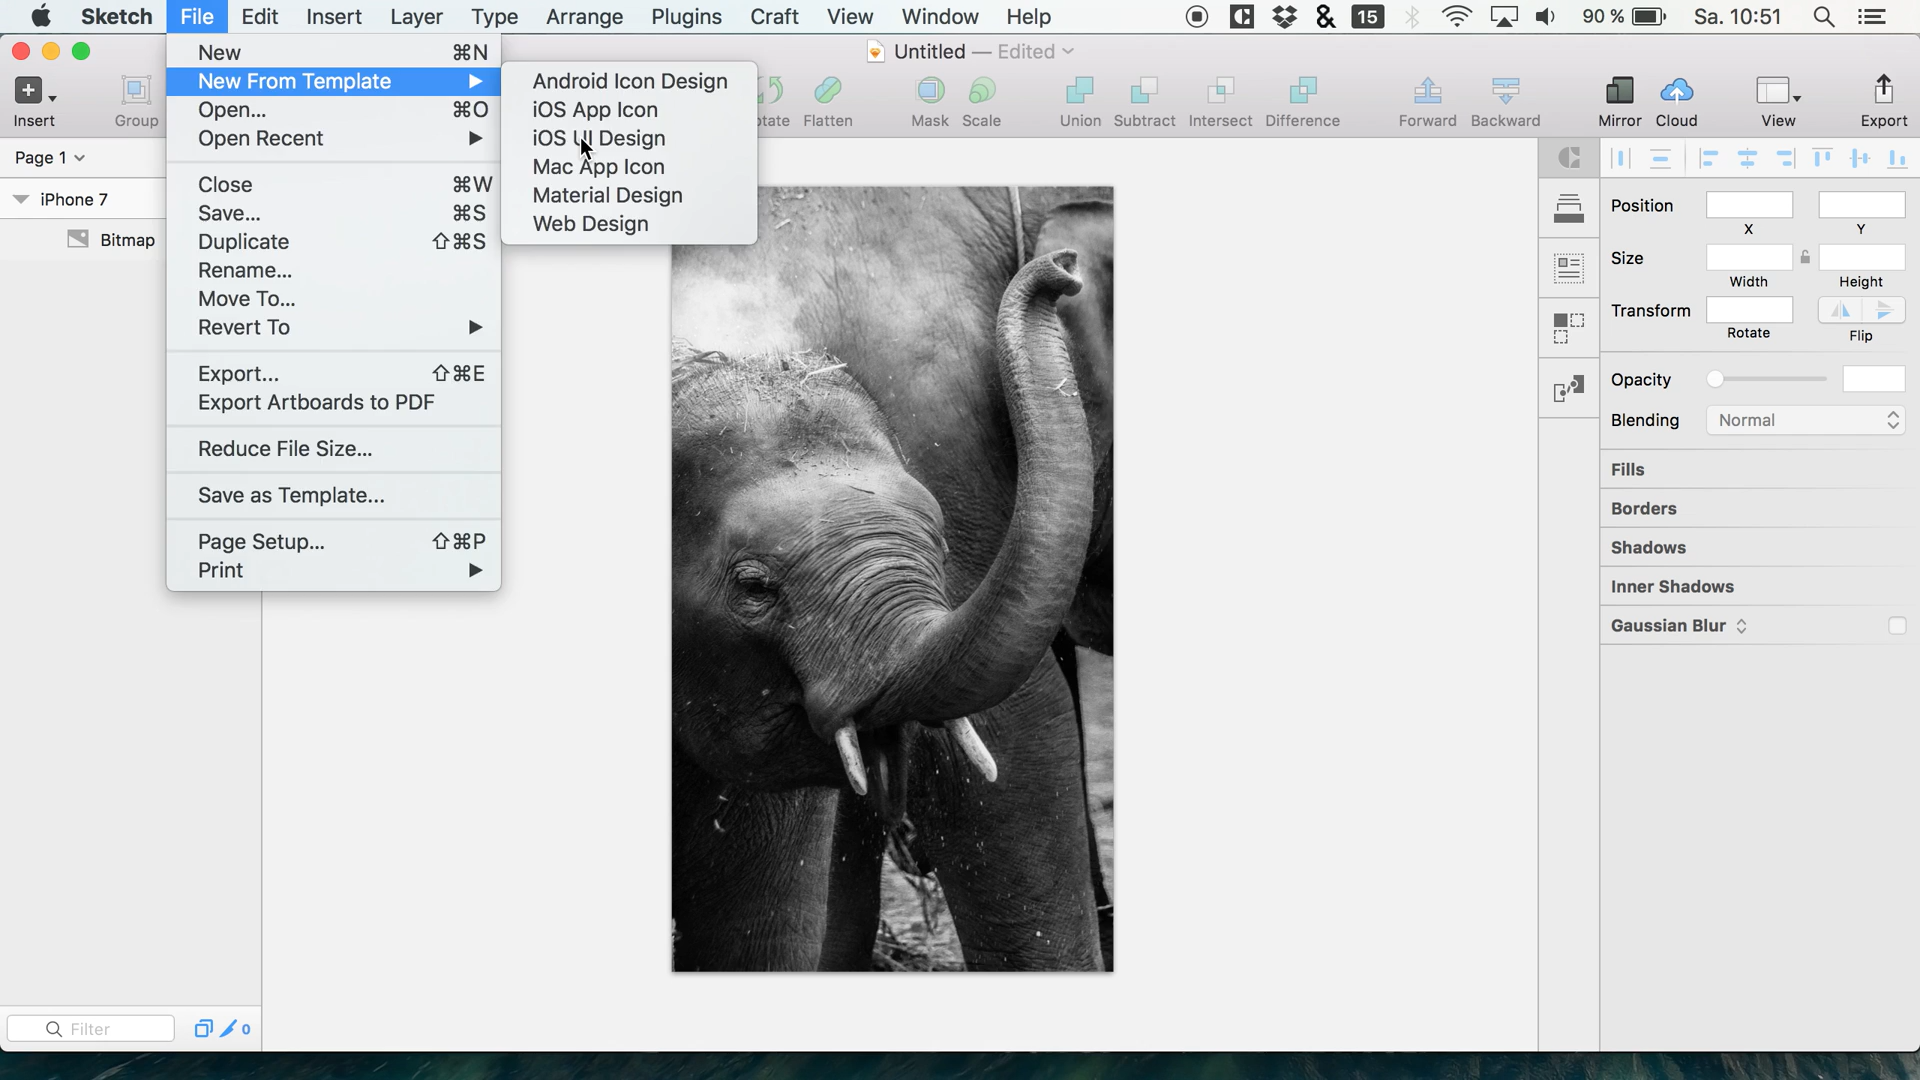 Sketch File Edit Insert Layer Type Arrange Plugins Craft View Window Help 15 90 % Sa. 10:51
Untitled — Edited
Insert Group Flatten Mask Scale Union Subtract Intersect Difference Forward Backward Mirror Cloud View Export
Page 1
iPhone 7
Bitmap
New ⌘N
New From Template
Open... ⌘O
Open Recent
Close ⌘W
Save... ⌘S
Duplicate ⇧⌘S
Rename...
Move To...
Revert To
Export... ⇧⌘E
Export Artboards to PDF
Reduce File Size...
Save as Template...
Page Setup... ⇧⌘P
Print
Android Icon Design
iOS App Icon
iOS UI Design
Mac App Icon
Material Design
Web Design
Position
X Y
Size
Width Height
Transform
Rotate Flip
Opacity
Blending Normal
Fills
Borders
Shadows
Inner Shadows
Gaussian Blur
Filter 0